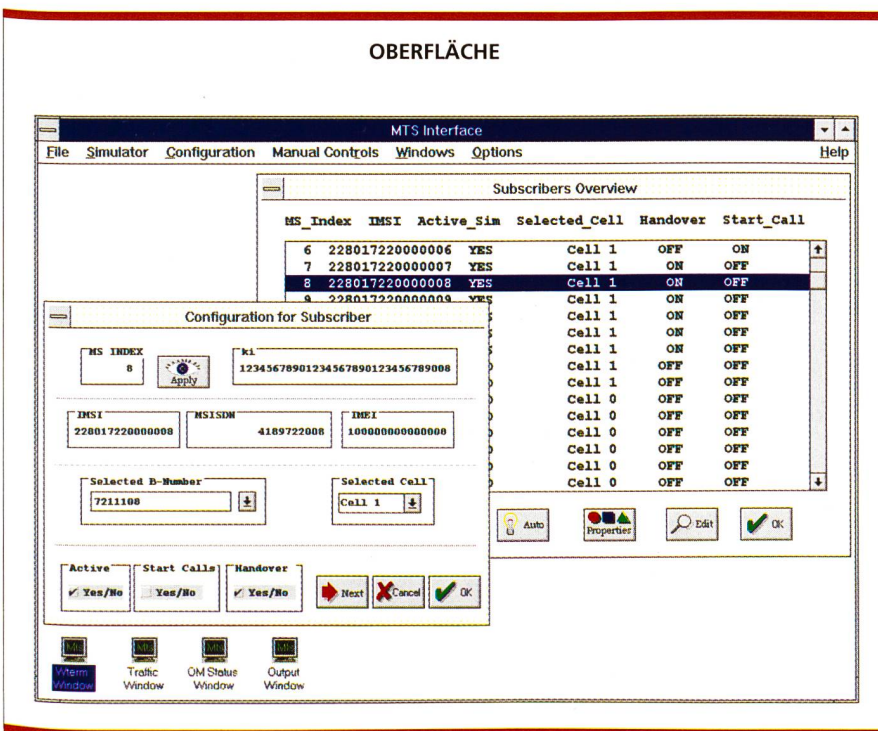 OBERFLÄCHE
MTS Interface
File Simulator Configuration Manual Controls Windows Options Help
Subscribers Overview
MS_Index IMSI Active_Sim Selected_Cell Handover Start_Call
6 228017220000006 YES Cell 1 OFF ON
7 228017220000007 YES Cell 1 ON OFF
8 228017220000008 YES Cell 1 ON OFF
9 228017220000009 YES Cell 1 ON OFF
Cell 1 ON OFF
Cell 1 ON OFF
Cell 1 ON OFF
Cell 1 OFF OFF
Cell 1 OFF OFF
Cell 0 OFF OFF
Cell 0 OFF OFF
Cell 0 OFF OFF
Cell 0 OFF OFF
Cell 0 OFF OFF
Cell 0 OFF OFF
Auto Properties Edit OK
Configuration for Subscriber
MS INDEX
8
Apply
ki
12345678901234567890123456789008
IMSI
228017220000008
MSISDN
4189722008
IMEI
100000000000000
Selected B-Number
7211108
Selected Cell
Cell 1
Active
Yes/No
Start Calls
Yes/No
Handover
Yes/No
Next Cancel OK
Wterm Window
Traffic Window
OM Status Window
Output Window